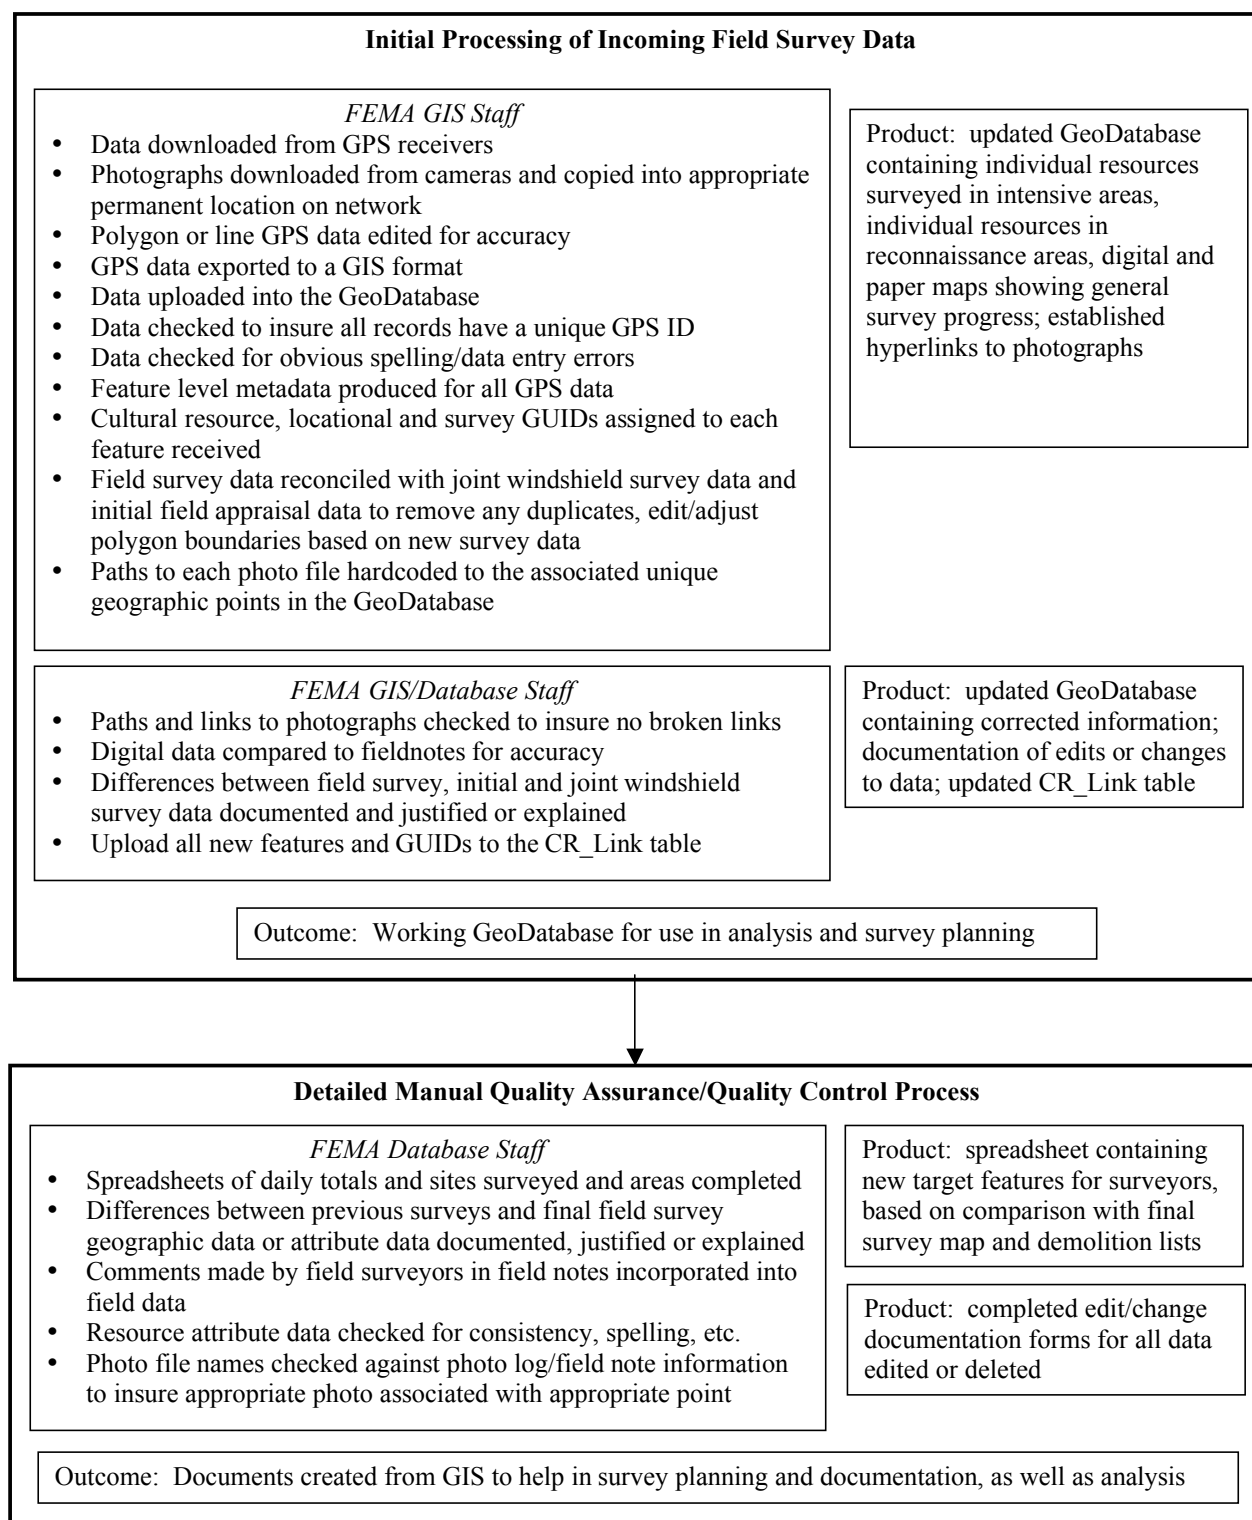 Initial Processing of Incoming Field Survey Data
FEMA GIS Staff
• Data downloaded from GPS receivers
• Photographs downloaded from cameras and copied into appropriate
permanent location on network
• Polygon or line GPS data edited for accuracy
• GPS data exported to a GIS format
• Data uploaded into the GeoDatabase
• Data checked to insure all records have a unique GPS ID
• Data checked for obvious spelling/data entry errors
• Feature level metadata produced for all GPS data
• Cultural resource, locational and survey GUIDs assigned to each
feature received
• Field survey data reconciled with joint windshield survey data and
initial field appraisal data to remove any duplicates, edit/adjust
polygon boundaries based on new survey data
• Paths to each photo file hardcoded to the associated unique
geographic points in the GeoDatabase
Product: updated GeoDatabase
containing individual resources
surveyed in intensive areas,
individual resources in
reconnaissance areas, digital and
paper maps showing general
survey progress; established
hyperlinks to photographs
FEMA GIS/Database Staff
• Paths and links to photographs checked to insure no broken links
• Digital data compared to fieldnotes for accuracy
• Differences between field survey, initial and joint windshield
survey data documented and justified or explained
• Upload all new features and GUIDs to the CR_Link table
Product: updated GeoDatabase
containing corrected information;
documentation of edits or changes
to data; updated CR_Link table
Outcome: Working GeoDatabase for use in analysis and survey planning
Detailed Manual Quality Assurance/Quality Control Process
FEMA Database Staff
• Spreadsheets of daily totals and sites surveyed and areas completed
• Differences between previous surveys and final field survey
geographic data or attribute data documented, justified or explained
• Comments made by field surveyors in field notes incorporated into
field data
• Resource attribute data checked for consistency, spelling, etc.
• Photo file names checked against photo log/field note information
to insure appropriate photo associated with appropriate point
Product: spreadsheet containing
new target features for surveyors,
based on comparison with final
survey map and demolition lists
Product: completed edit/change
documentation forms for all data
edited or deleted
Outcome: Documents created from GIS to help in survey planning and documentation, as well as analysis